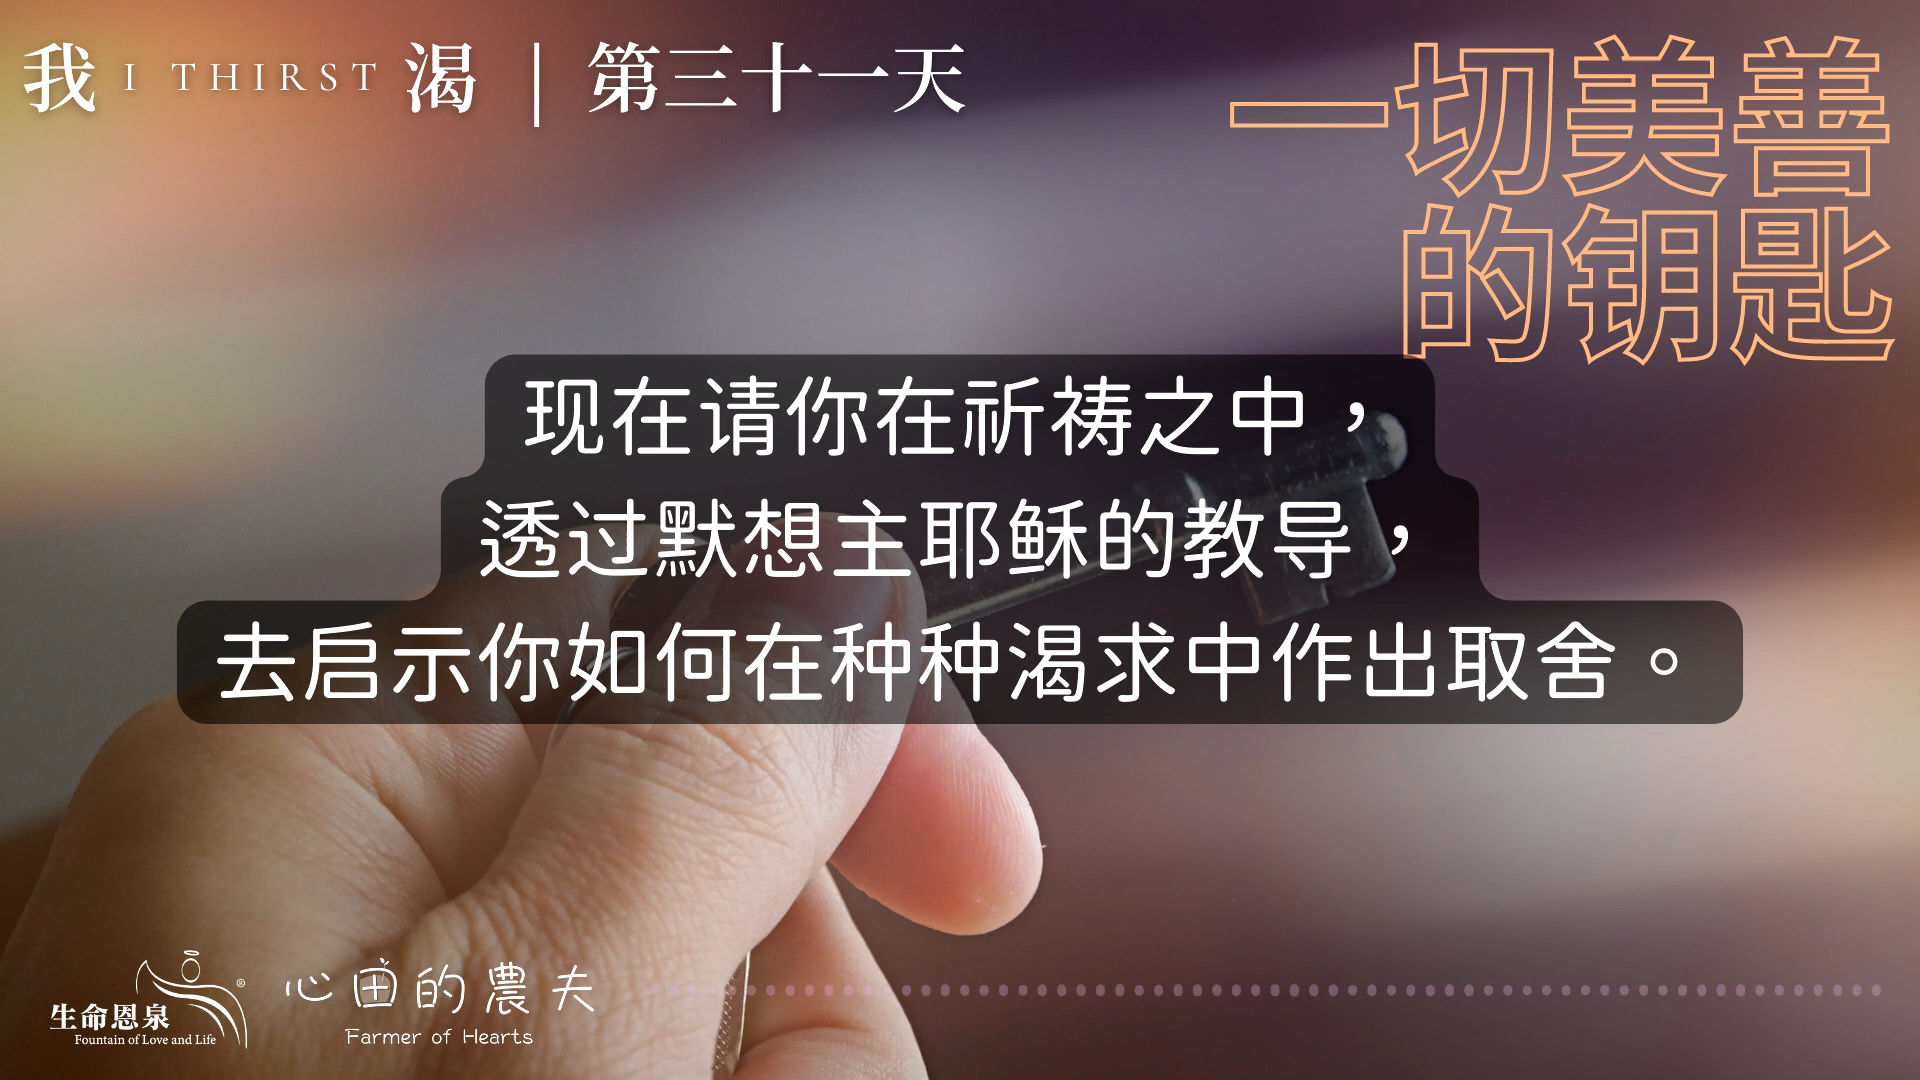 我 I THIRST 渴 | 第三十一天
一切美善
的钥匙
现在请你在祈祷之中，
透过默想主耶稣的教导，
去启示你如何在种种渴求中作出取舍。
生命恩泉
Fountain of Love and Life
®
心田的農夫
Farmer of Hearts